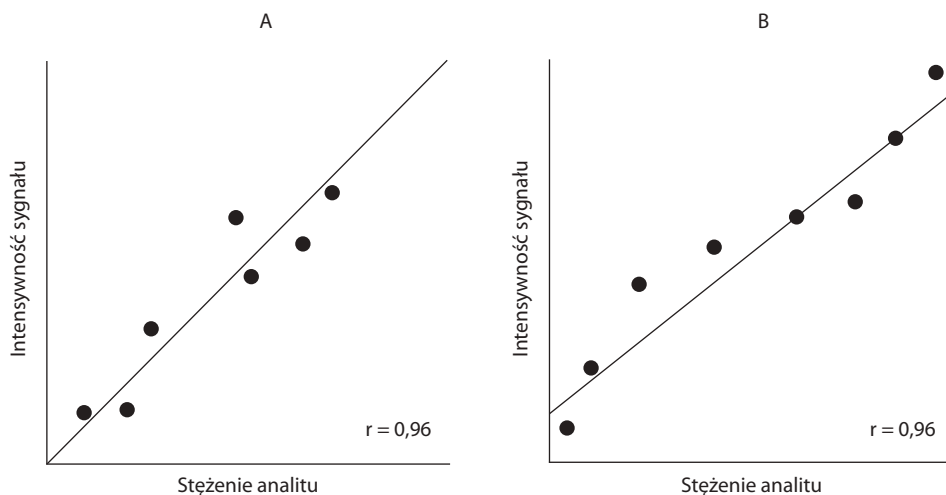 A
Intensywność sygnału
r = 0,96
Stężenie analitu
B
Intensywność sygnału
r = 0,96
Stężenie analitu